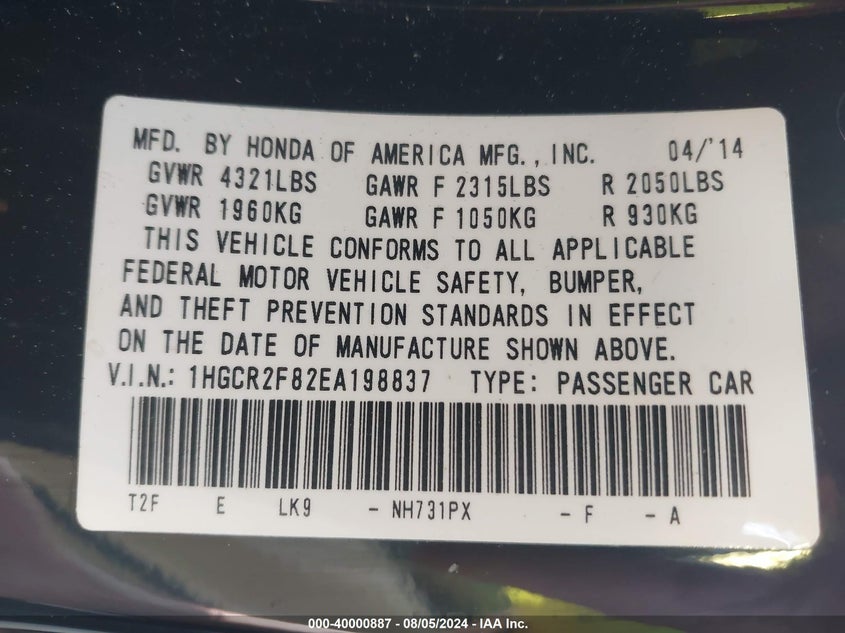 MFD. BY HONDA OF AMERICA MFG., INC. 04/'14
GVWR 4321LBS GAWR F 2315LBS R 2050LBS
GVWR 1960KG GAWR F 1050KG R 930KG
THIS VEHICLE CONFORMS TO ALL APPLICABLE
FEDERAL MOTOR VEHICLE SAFETY, BUMPER,
AND THEFT PREVENTION STANDARDS IN EFFECT
ON THE DATE OF MANUFACTURE SHOWN ABOVE.
V.I.N.: 1HGCR2F82EA198837 TYPE: PASSENGER CAR
T2F E LK9 - NH731PX - F - A
000-40000887 - 08/05/2024 - IAA Inc.